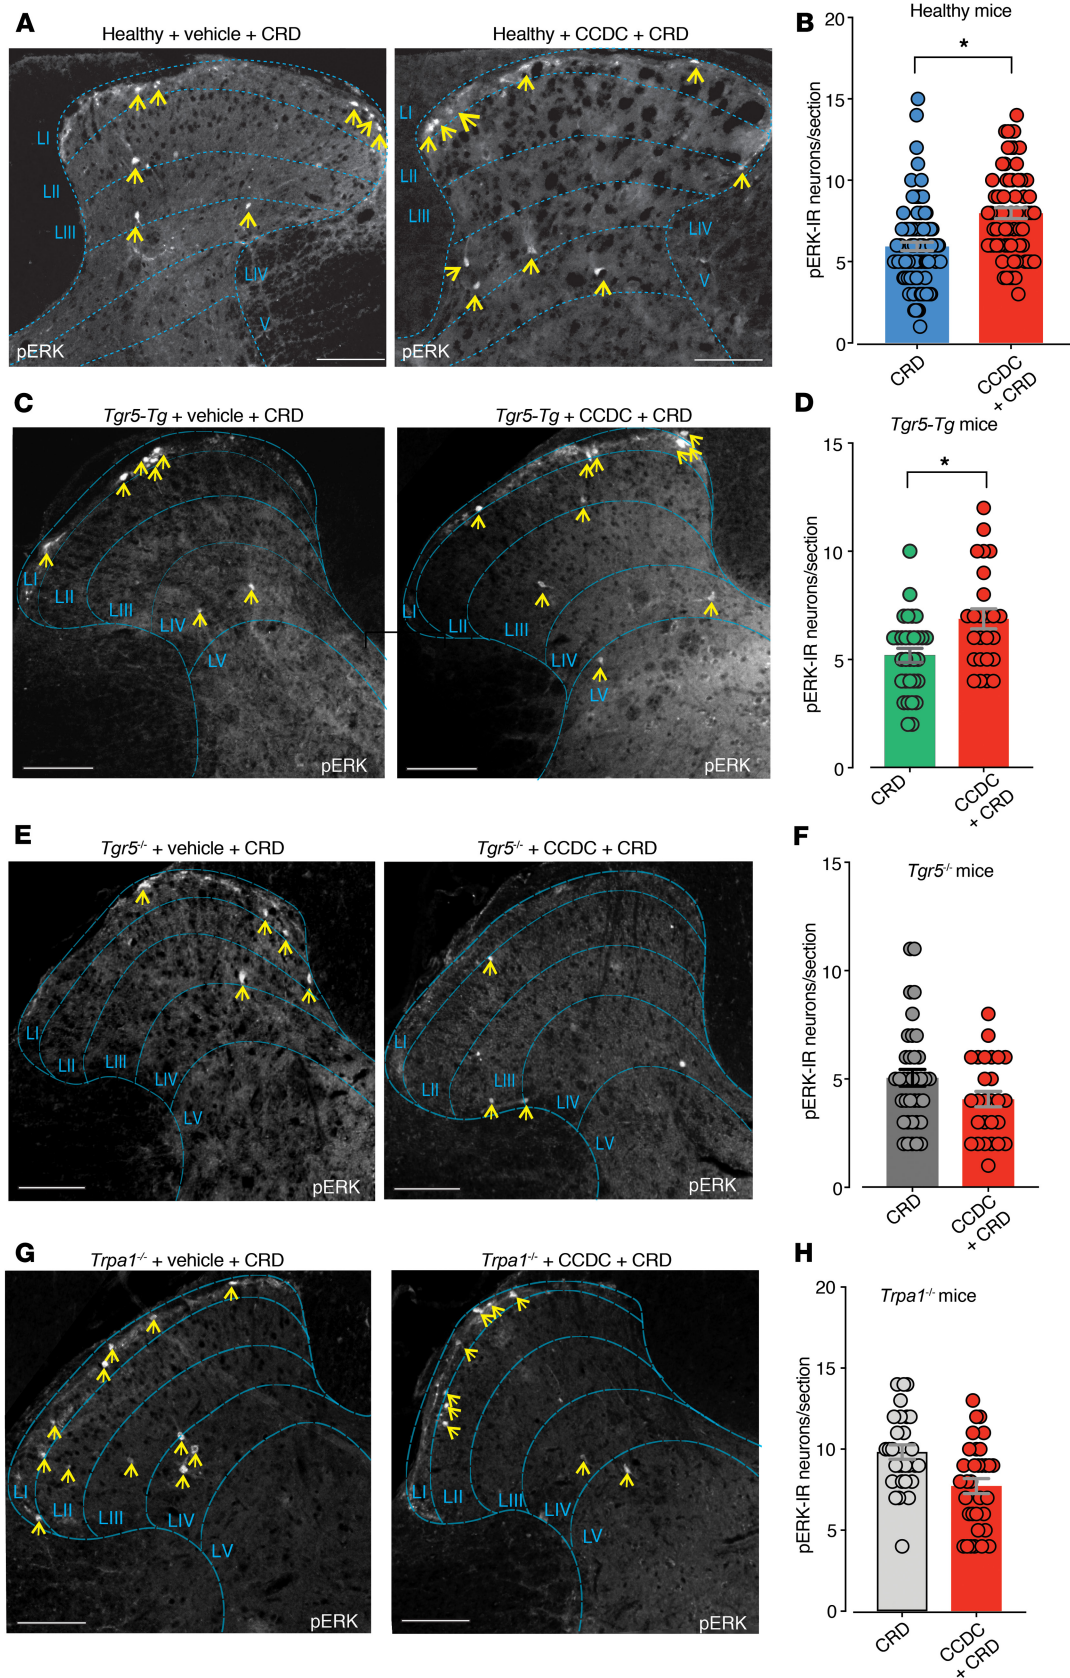 A
Healthy + vehicle + CRD
Healthy + CCDC + CRD
LI
LII
LIII
LIV
V
pERK
LI
LII
LIII
LIV
V
pERK
B
Healthy mice
*
20
15
10
5
0
pERK-IR neurons/section
CRD
CCDC
+ CRD
C
Tgr5-Tg + vehicle + CRD
Tgr5-Tg + CCDC + CRD
LI
LII
LIII
LIV
LV
pERK
LI
LII
LIII
LIV
LV
pERK
D
Tgr5-Tg mice
*
15
10
5
0
pERK-IR neurons/section
CRD
CCDC
+ CRD
E
Tgr5-/- + vehicle + CRD
Tgr5-/- + CCDC + CRD
LI
LII
LIII
LIV
LV
pERK
LI
LII
LIII
LIV
LV
pERK
F
Tgr5-/- mice
15
10
5
0
pERK-IR neurons/section
CRD
CCDC
+ CRD
G
Trpa1-/- + vehicle + CRD
Trpa1-/- + CCDC + CRD
LI
LII
LIII
LIV
LV
pERK
LI
LII
LIII
LIV
LV
pERK
H
Trpa1-/- mice
20
15
10
5
0
pERK-IR neurons/section
CRD
CCDC
+ CRD